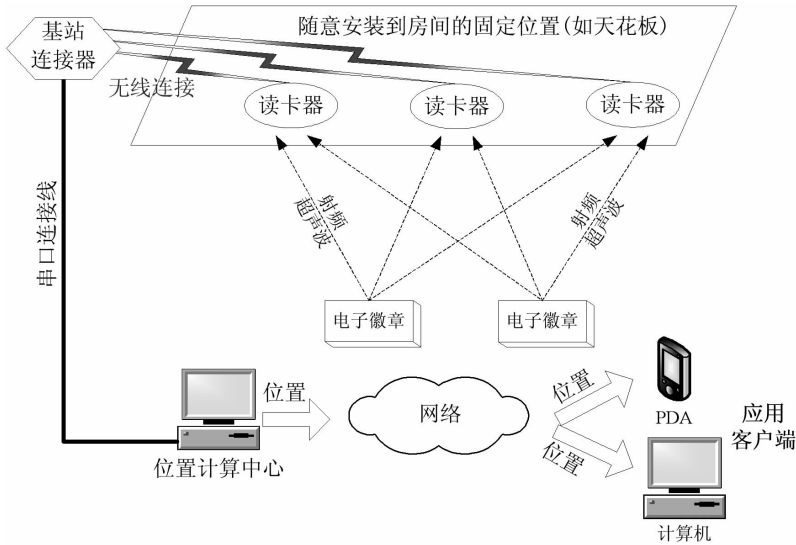 随意安装到房间的固定位置(如天花板)
基站
连接器
无线连接
读卡器
读卡器
读卡器
串口连接线
射频
超声波
射频
超声波
电子徽章
电子徽章
位置
网络
位置
位置
PDA
应用
客户端
位置计算中心
计算机